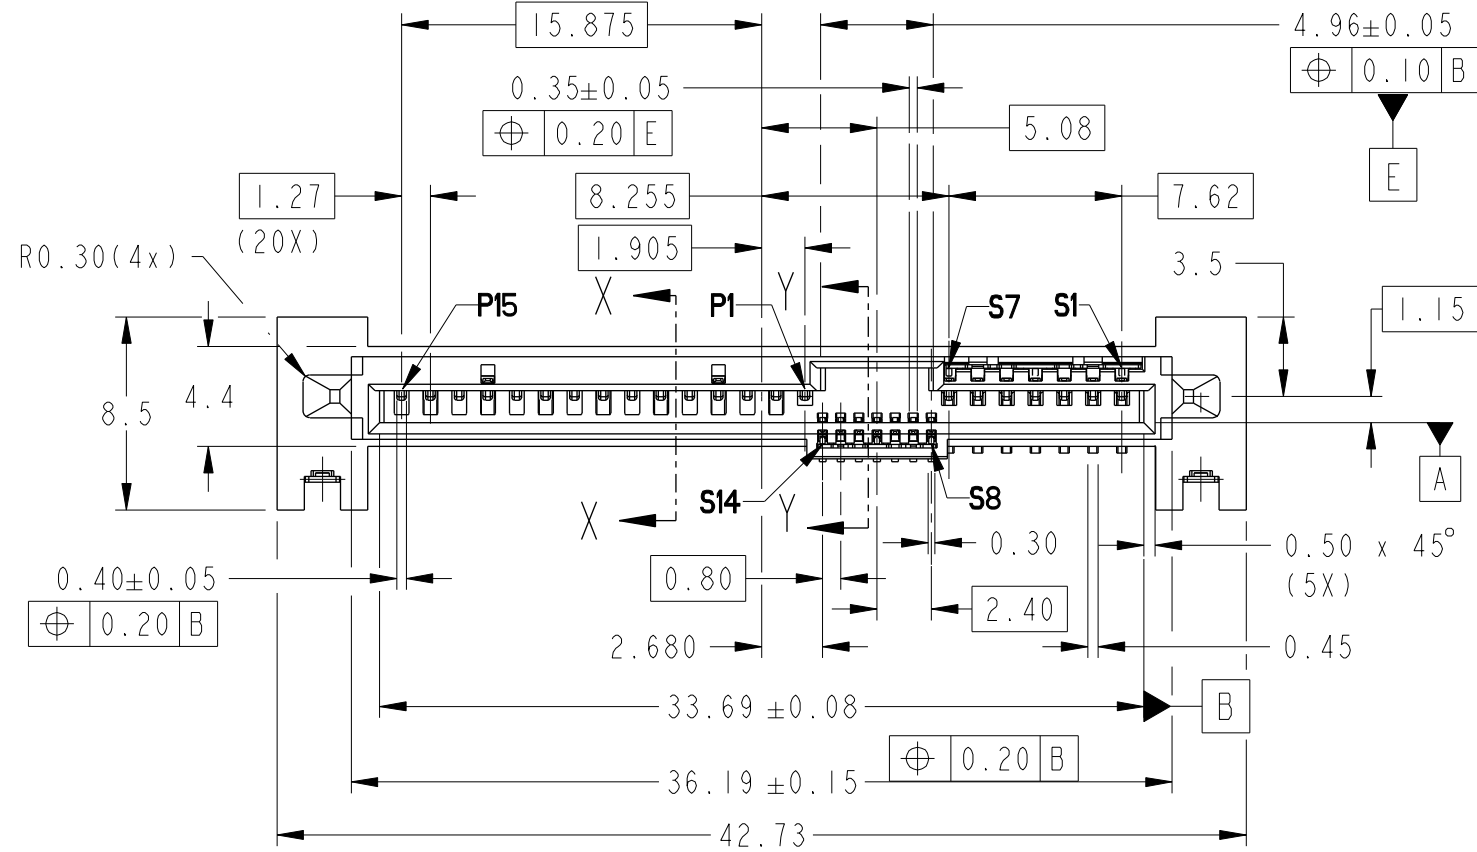 15.875
4.96±0.05
⌖ 0.10 B
0.35±0.05
⌖ 0.20 E
5.08
E
1.27
(20X)
8.255
7.62
1.905
R0.30(4x)
3.5
X
Y
P15
P1
S7
S1
1.15
8.5
4.4
A
S14
S8
X
Y
0.30
0.50 x 45°
(5X)
0.40±0.05
⌖ 0.20 B
0.80
2.40
2.680
0.45
33.69 ±0.08
B
⌖ 0.20 B
36.19 ±0.15
42.73